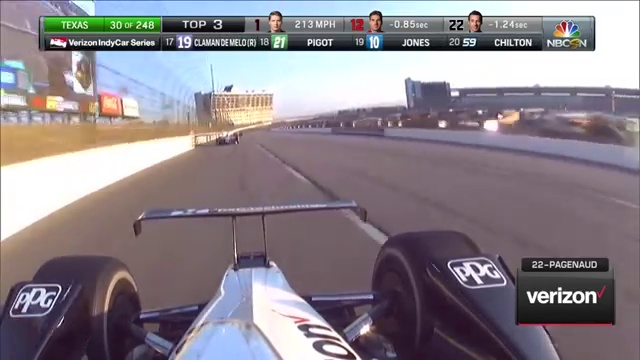 TEXAS 30 OF 248 TOP 3 1 213 MPH 12 -0.85sec 22 -1.24sec
Verizon IndyCar Series 17 19 CLAMAN DE MELO (R) 18 21 PIGOT 19 10 JONES 20 59 CHILTON NBCSN
22-PAGENAUD
verizon
PPG
PPG